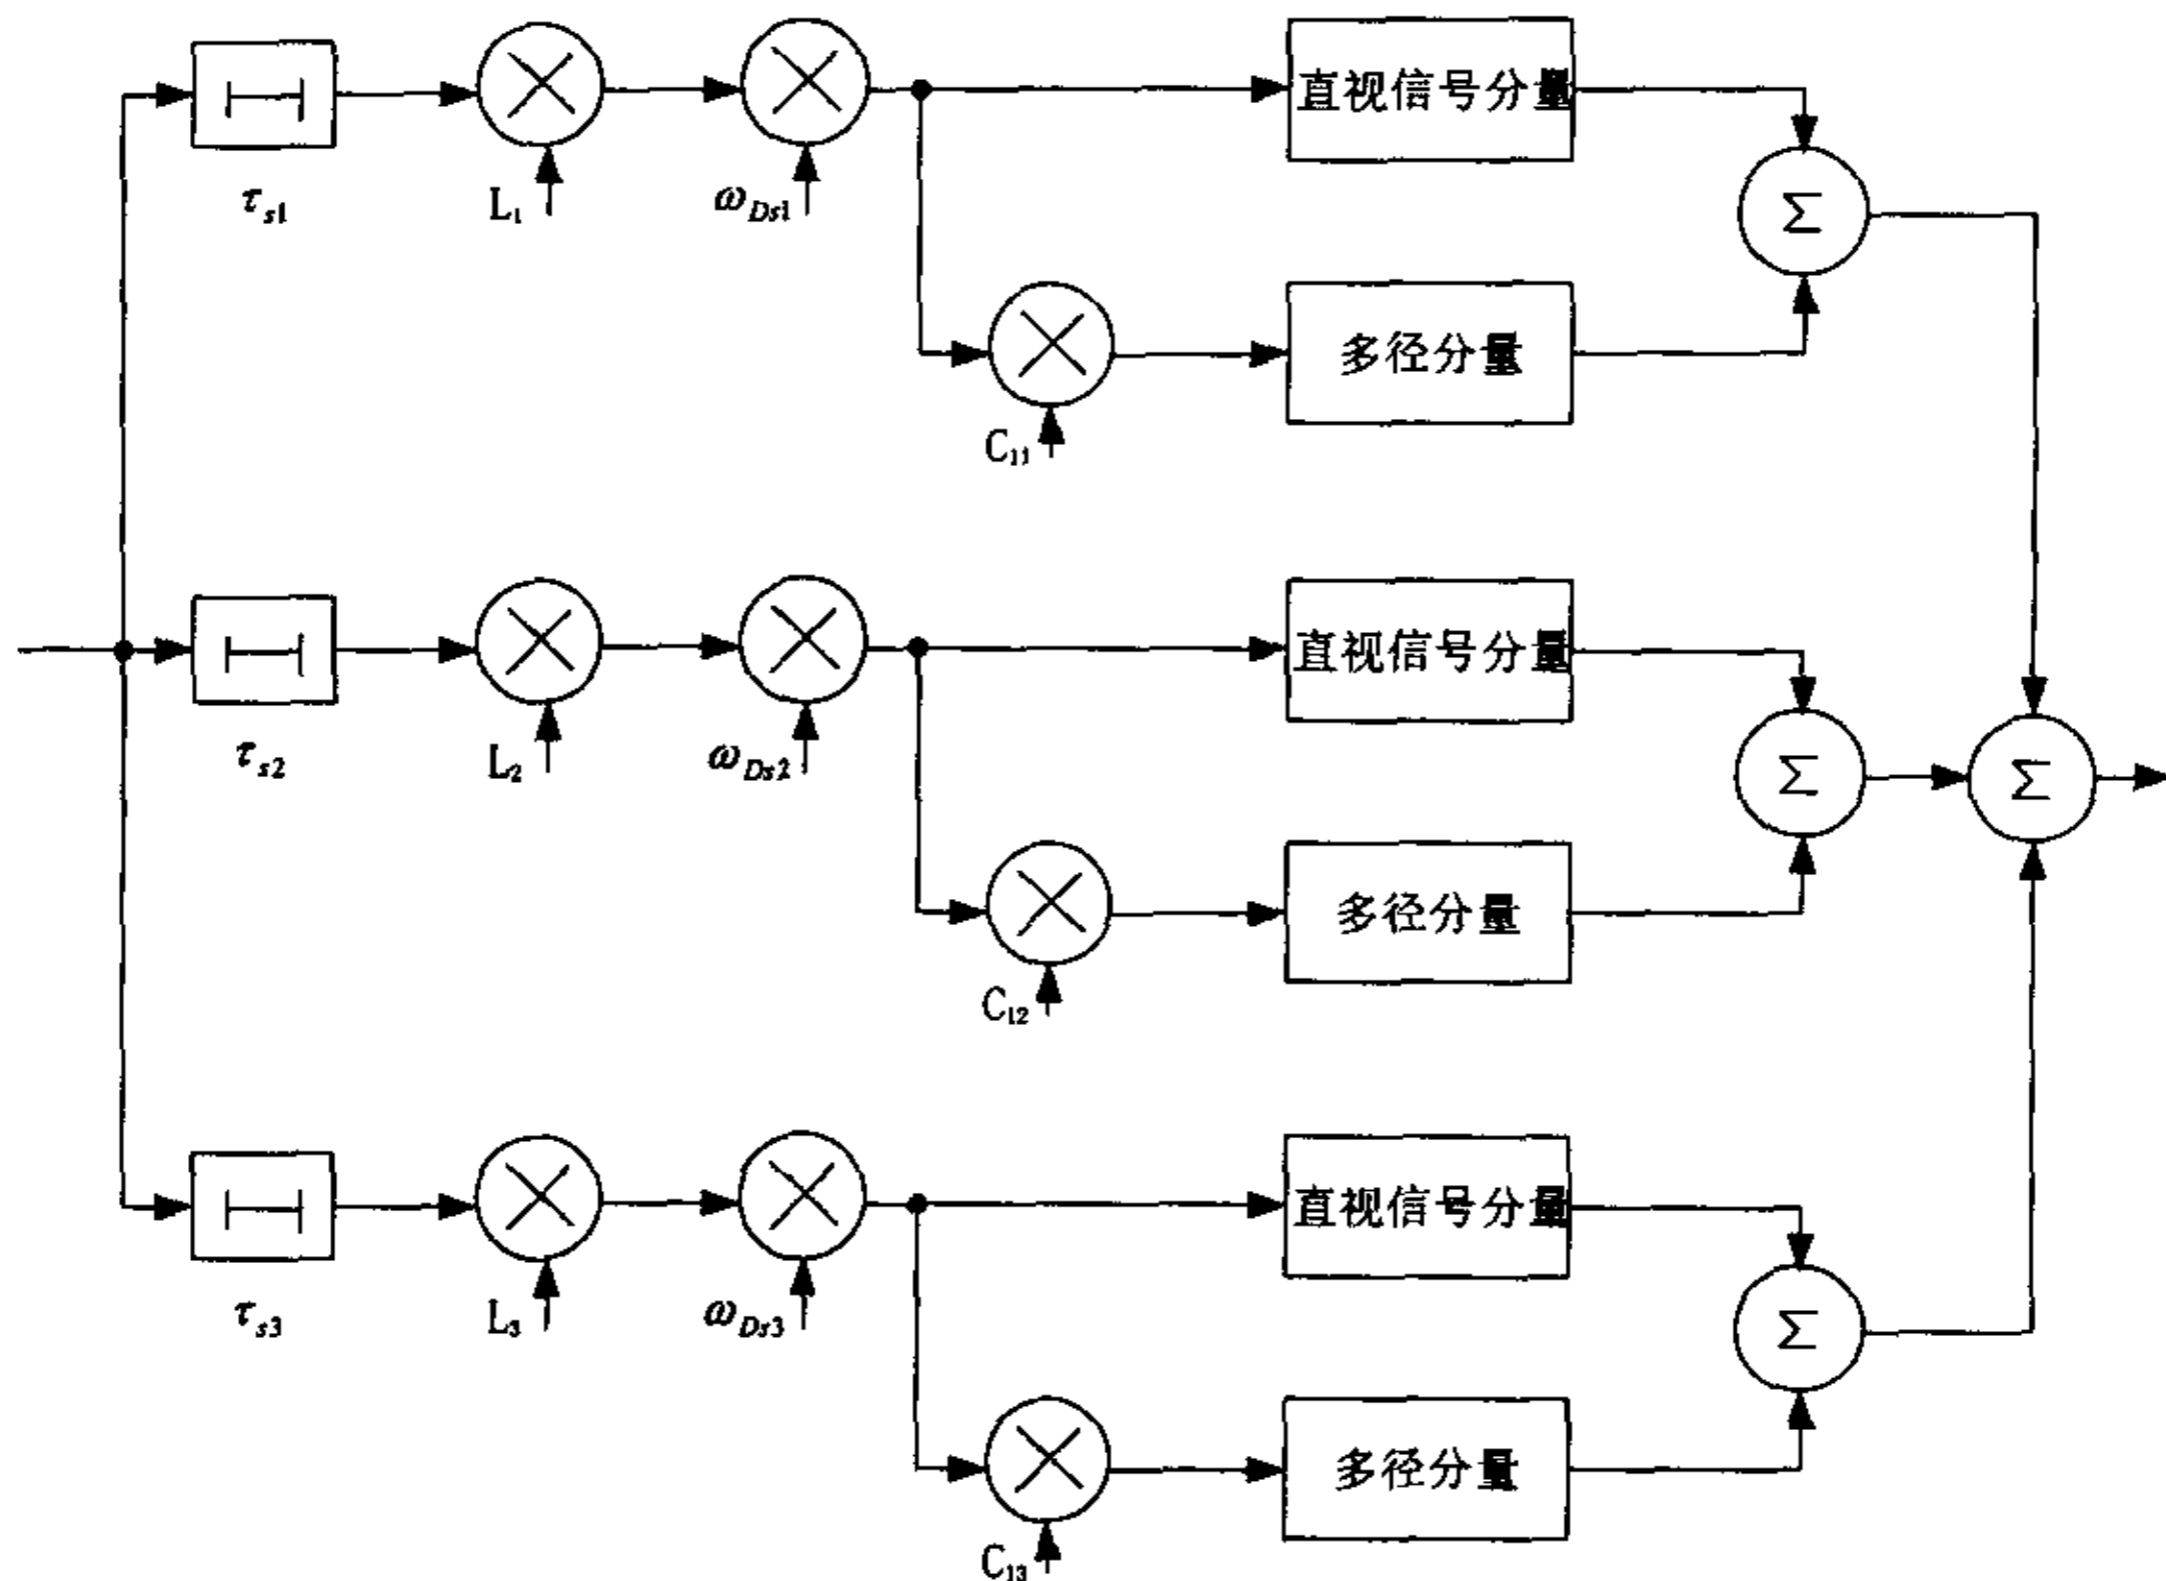 直视信号分量
τs1
L1
ωDs1
Σ
多径分量
C11
直视信号分量
τs2
L2
ωDs2
Σ
Σ
多径分量
C12
直视信号分量
τs3
L3
ωDs3
Σ
多径分量
C13